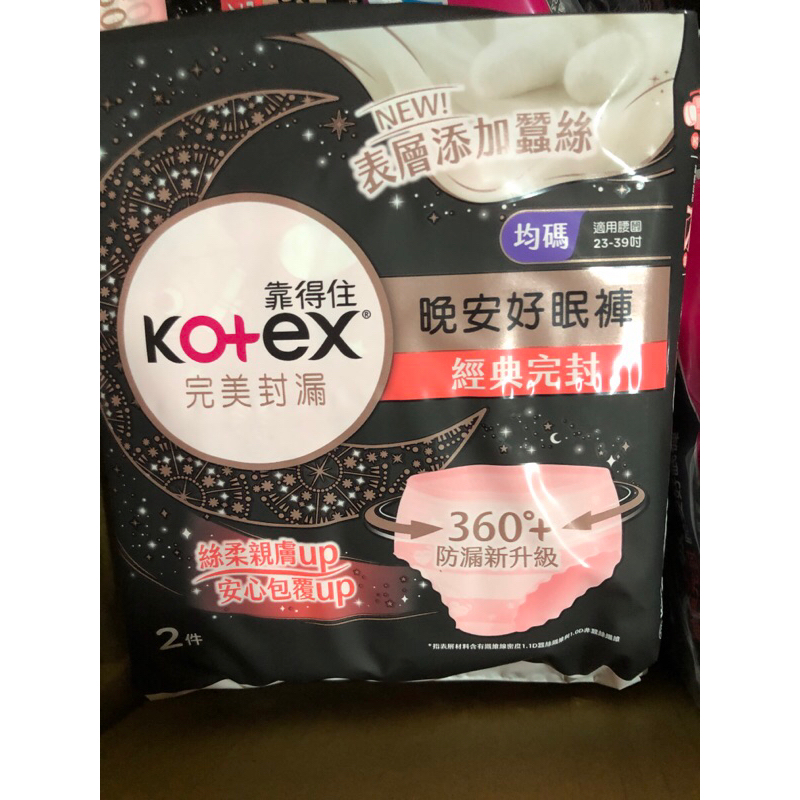 NEW!
表層添加蠶絲
均碼
適用腰圍
23-39吋
靠得住
Kotex®
完美封漏
晚安好眠褲
經典完封
360°+
防漏新升級
絲柔親膚up
安心包覆up
2件